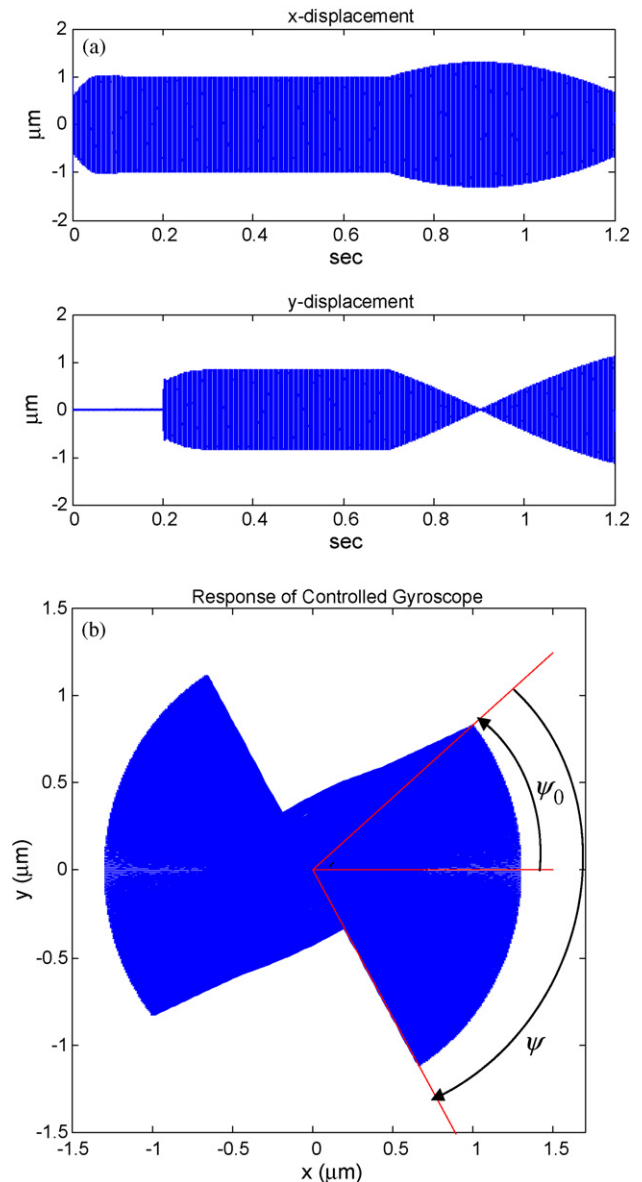 x-displacement
(a)
2
1
0
-1
-2
μm
0 0.2 0.4 0.6 0.8 1 1.2
sec
y-displacement
2
1
0
-1
-2
μm
0 0.2 0.4 0.6 0.8 1 1.2
sec
Response of Controlled Gyroscope
(b)
1.5
1
0.5
0
-0.5
-1
-1.5
y (μm)
ψ0
ψ
-1.5 -1 -0.5 0 0.5 1 1.5
x (μm)